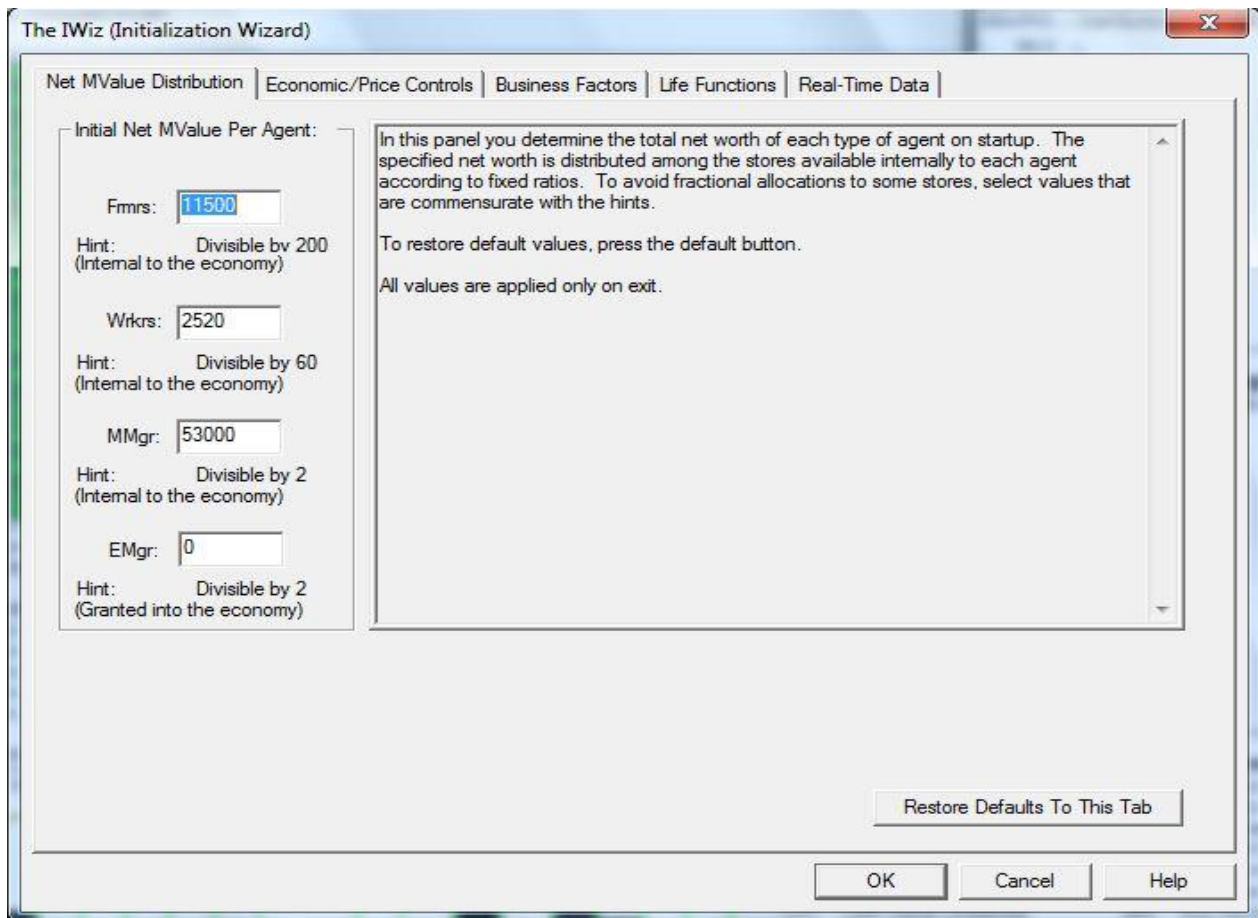 The IWiz (Initialization Wizard)
Net MValue Distribution Economic/Price Controls Business Factors Life Functions Real-Time Data
Initial Net MValue Per Agent:
Frmrs: 11500
Hint: Divisible by 200
(Internal to the economy)
Wrkrs: 2520
Hint: Divisible by 60
(Internal to the economy)
MMgr: 53000
Hint: Divisible by 2
(Internal to the economy)
EMgr: 0
Hint: Divisible by 2
(Granted into the economy)
In this panel you determine the total net worth of each type of agent on startup. The
specified net worth is distributed among the stores available internally to each agent
according to fixed ratios. To avoid fractional allocations to some stores, select values that
are commensurate with the hints.
To restore default values, press the default button.
All values are applied only on exit.
Restore Defaults To This Tab
OK Cancel Help